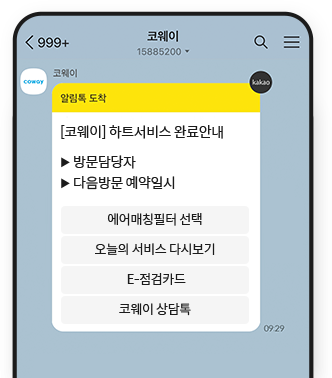 999+
코웨이
15885200
coway
코웨이
kakao
알림톡 도착
[코웨이] 하트서비스 완료안내
▶ 방문담당자
▶ 다음방문 예약일시
에어매칭필터 선택
오늘의 서비스 다시보기
E-점검카드
코웨이 상담톡
09:29